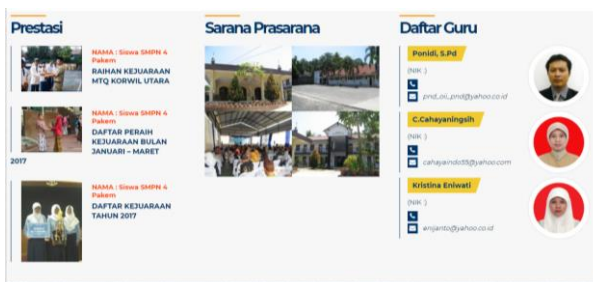 Prestasi
NAMA : Siswa SMPN 4
Pakem
RAIHAN KEJUARAAN
MTQ KORWIL UTARA
NAMA : Siswa SMPN 4
Pakem
DAFTAR PERAIH
KEJUARAAN BULAN
JANUARI – MARET
2017
NAMA : Siswa SMPN 4
Pakem
DAFTAR KEJUARAAN
TAHUN 2017
Sarana Prasarana
Daftar Guru
Ponidi, S.Pd
(NIK :)
pnd_oii_pnd@yahoo.co.id
C.Cahayaningsih
(NIK :)
cahayaindo55@yahoo.com
Kristina Eniwati
(NIK :)
enijanto@yahoo.co.id